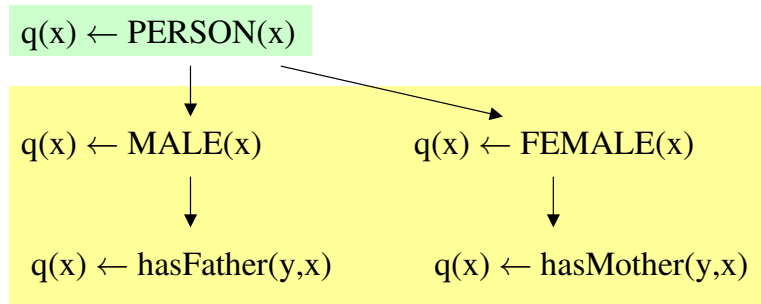 q(x) ← PERSON(x)
q(x) ← MALE(x)
q(x) ← FEMALE(x)
q(x) ← hasFather(y,x)
q(x) ← hasMother(y,x)